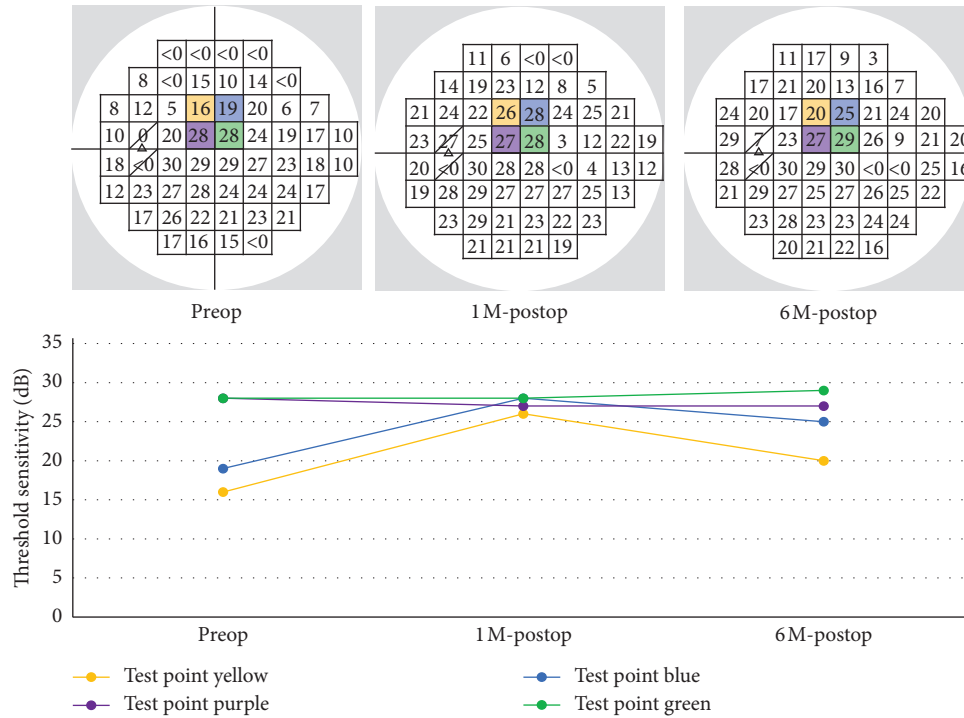 <0 <0 <0 <0
8 <0 15 10 14 <0
8 12 5 16 19 20 6 7
10 0 20 28 28 24 19 17 10
18 <0 30 29 29 27 23 18 10
12 23 27 28 24 24 24 17
17 26 22 21 23 21
17 16 15 <0
Preop
11 6 <0 <0
14 19 23 12 8 5
21 24 22 26 28 24 25 21
23 27 25 27 28 3 12 22 19
20 <0 30 28 28 <0 4 13 12
19 28 29 27 27 27 25 13
23 29 21 23 22 23
21 21 21 19
1 M-postop
11 17 9 3
17 21 20 13 16 7
24 20 17 20 25 21 24 20
29 7 23 27 29 26 9 21 20
28 <0 30 29 30 <0 <0 25 16
21 29 27 25 27 26 25 22
23 28 23 23 24 24
20 21 22 16
6 M-postop
Threshold sensitivity (dB)
35
30
25
20
15
10
5
0
Preop 1 M-postop 6 M-postop
Test point yellow Test point blue
Test point purple Test point green